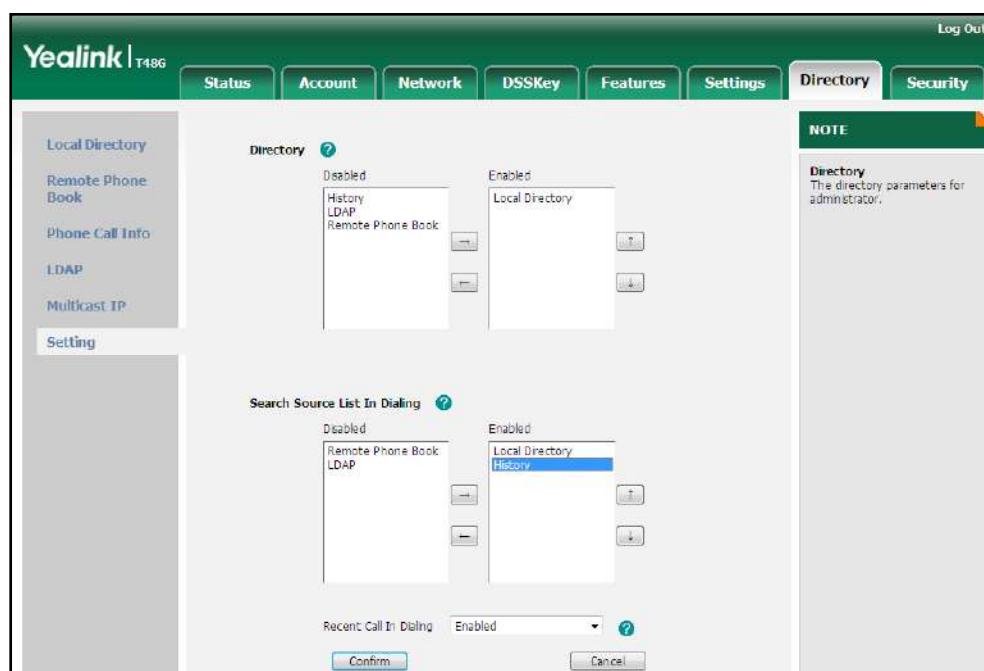 Log Out
Yealink | T48G
Status Account Network DSSKey Features Settings Directory Security
Local Directory
Remote Phone
Book
Phone Call Info
LDAP
Multicast IP
Setting
Directory ?
Disabled Enabled
History
LDAP
Remote Phone Book
Local Directory
→ ↑
← ↓
Search Source List In Dialing ?
Disabled Enabled
Remote Phone Book
LDAP
Local Directory
History
→ ↑
← ↓
Recent Call In Dialing Enabled ?
Confirm Cancel
NOTE
Directory
The directory parameters for
administrator.